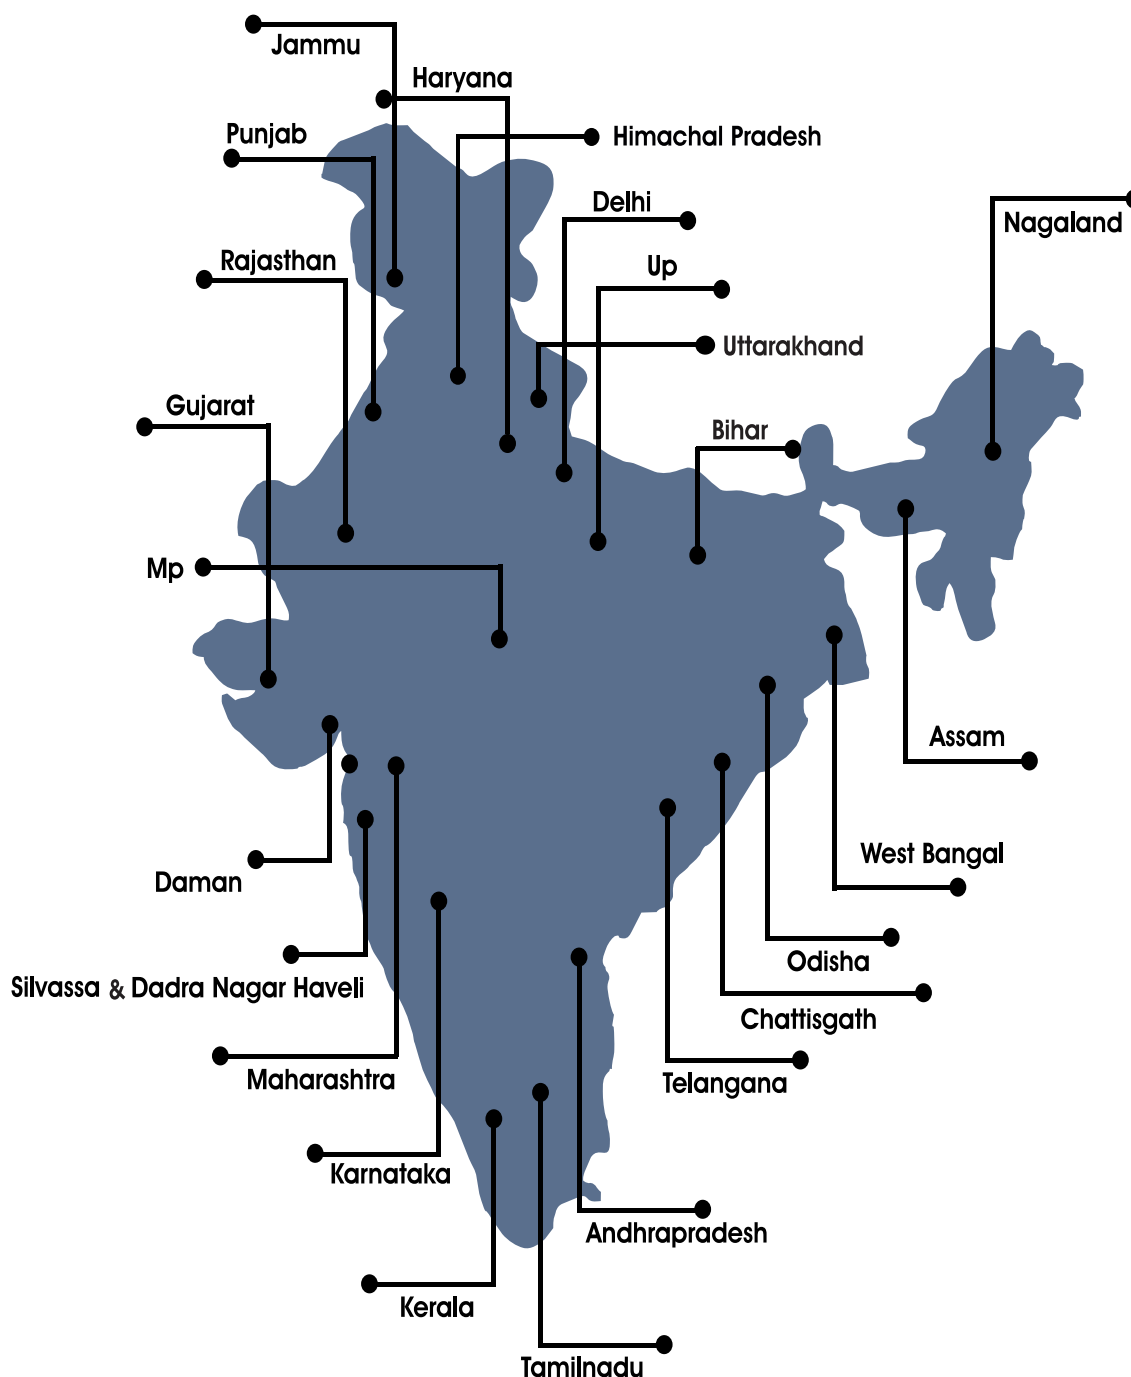 Jammu
Haryana
Punjab
Himachal Pradesh
Delhi
Nagaland
Rajasthan
Up
Uttarakhand
Gujarat
Bihar
Mp
Assam
West Bangal
Daman
Odisha
Silvassa & Dadra Nagar Haveli
Chattisgath
Maharashtra
Telangana
Karnataka
Andhrapradesh
Kerala
Tamilnadu